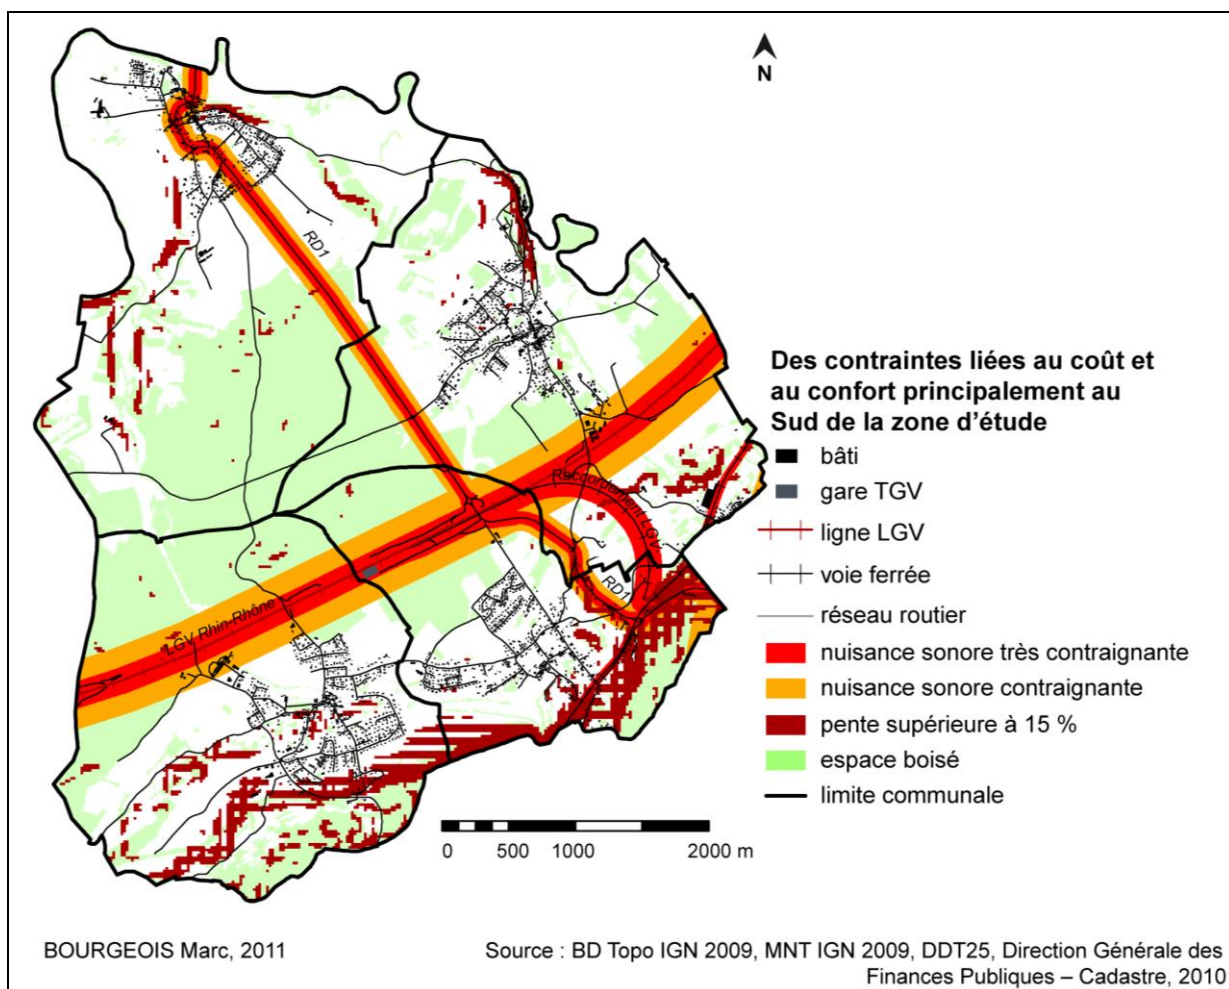 N
RD1
Raccordement LGV
RD1
LGV Rhin-Rhône
Des contraintes liées au coût et
au confort principalement au
Sud de la zone d'étude
bâti
gare TGV
ligne LGV
voie ferrée
réseau routier
nuisance sonore très contraignante
nuisance sonore contraignante
pente supérieure à 15 %
espace boisé
limite communale
0 500 1000 2000 m
BOURGEOIS Marc, 2011
Source : BD Topo IGN 2009, MNT IGN 2009, DDT25, Direction Générale des
Finances Publiques – Cadastre, 2010